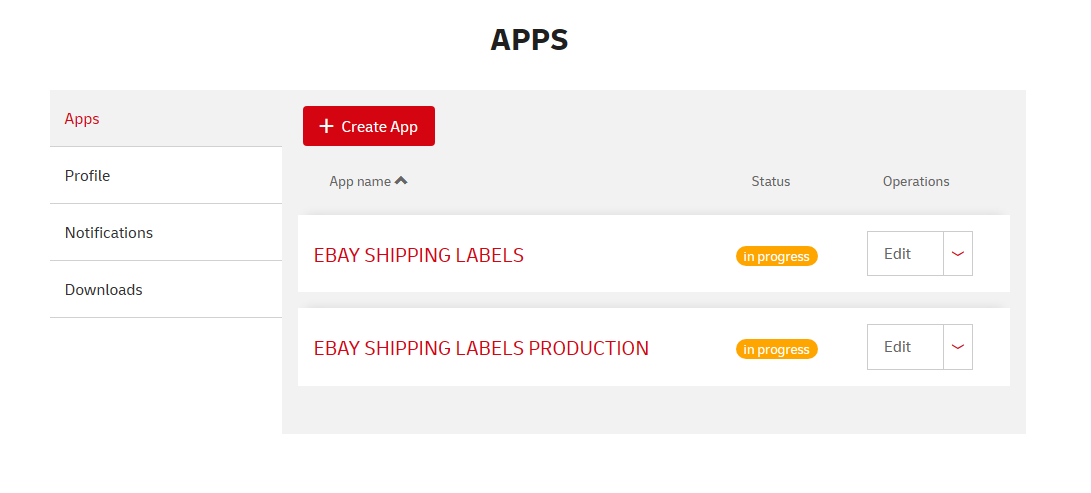 APPS
Apps
Profile
Notifications
Downloads
+ Create App
App name Status Operations
EBAY SHIPPING LABELS in progress Edit
EBAY SHIPPING LABELS PRODUCTION in progress Edit